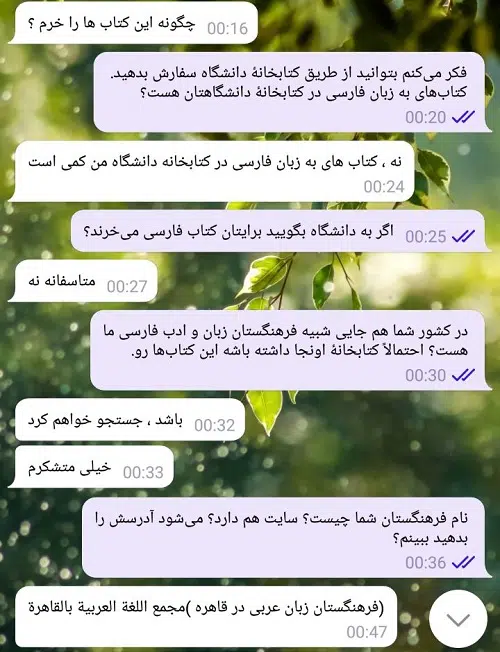 چگونه این کتاب ها را خرم ؟
00:16
فکر می‌کنم بتوانید از طریق کتابخانهٔ دانشگاه سفارش بدهید.
کتاب‌های به زبان فارسی در کتابخانهٔ دانشگاهتان هست؟
00:20
نه ، کتاب های به زبان فارسی در کتابخانه دانشگاه من کمی است
00:24
اگر به دانشگاه بگویید برایتان کتاب فارسی می‌خرند؟
00:25
متاسفانه نه
00:27
در کشور شما هم جایی شبیه فرهنگستان زبان و ادب فارسی ما
هست؟ احتمالاً کتابخانهٔ اونجا داشته باشه این کتاب‌ها رو.
00:30
باشد ، جستجو خواهم کرد
00:32
خیلی متشکرم
00:33
نام فرهنگستان شما چیست؟ سایت هم دارد؟ می‌شود آدرسش را
بدهید ببینم؟
00:36
(فرهنگستان زبان عربی در قاهره )مجمع اللغة العربية بالقاهرة
00:47